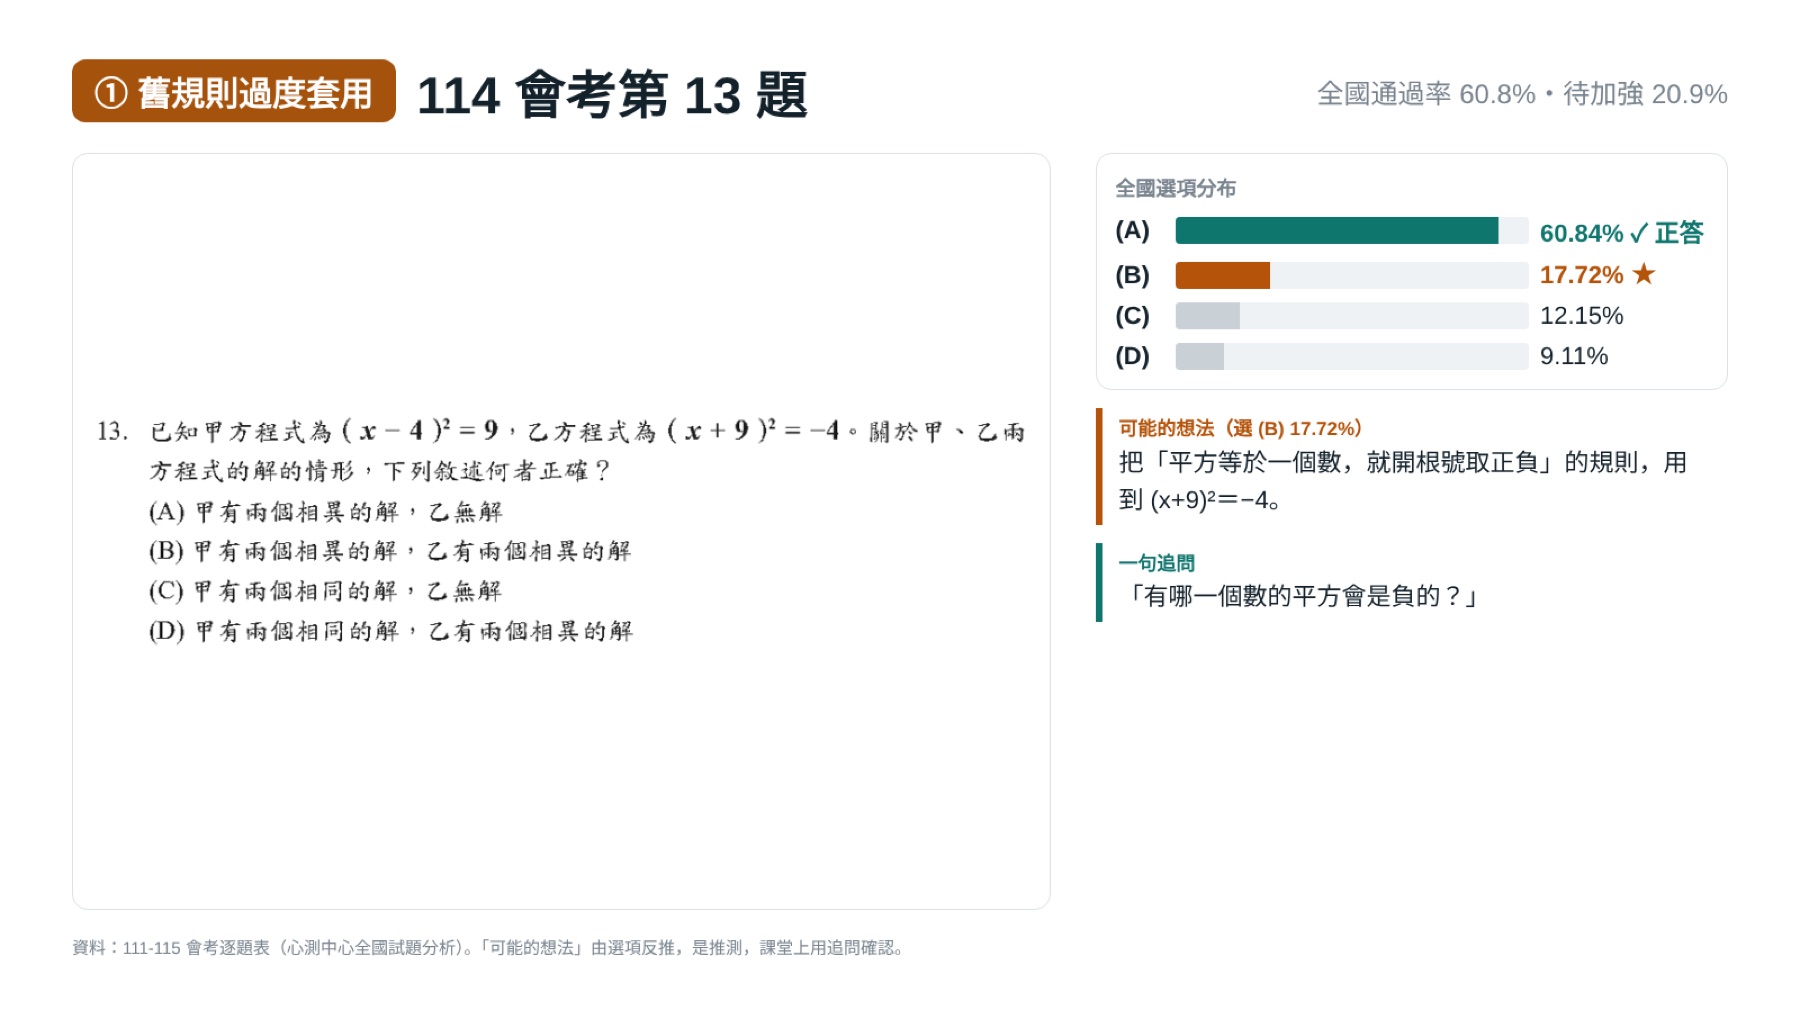 ① 舊規則過度套用
114 會考第 13 題
全國通過率 60.8%・待加強 20.9%
13. 已知甲方程式為 ( x − 4 )² = 9，乙方程式為 ( x + 9 )² = −4。關於甲、乙兩
方程式的解的情形，下列敘述何者正確？
(A) 甲有兩個相異的解，乙無解
(B) 甲有兩個相異的解，乙有兩個相異的解
(C) 甲有兩個相同的解，乙無解
(D) 甲有兩個相同的解，乙有兩個相異的解
全國選項分布
(A) 60.84% ✓ 正答
(B) 17.72% ★
(C) 12.15%
(D) 9.11%
可能的想法（選 (B) 17.72%）
把「平方等於一個數，就開根號取正負」的規則，用
到 (x+9)²＝−4。
一句追問
「有哪一個數的平方會是負的？」
資料：111-115 會考逐題表（心測中心全國試題分析）。「可能的想法」由選項反推，是推測，課堂上用追問確認。